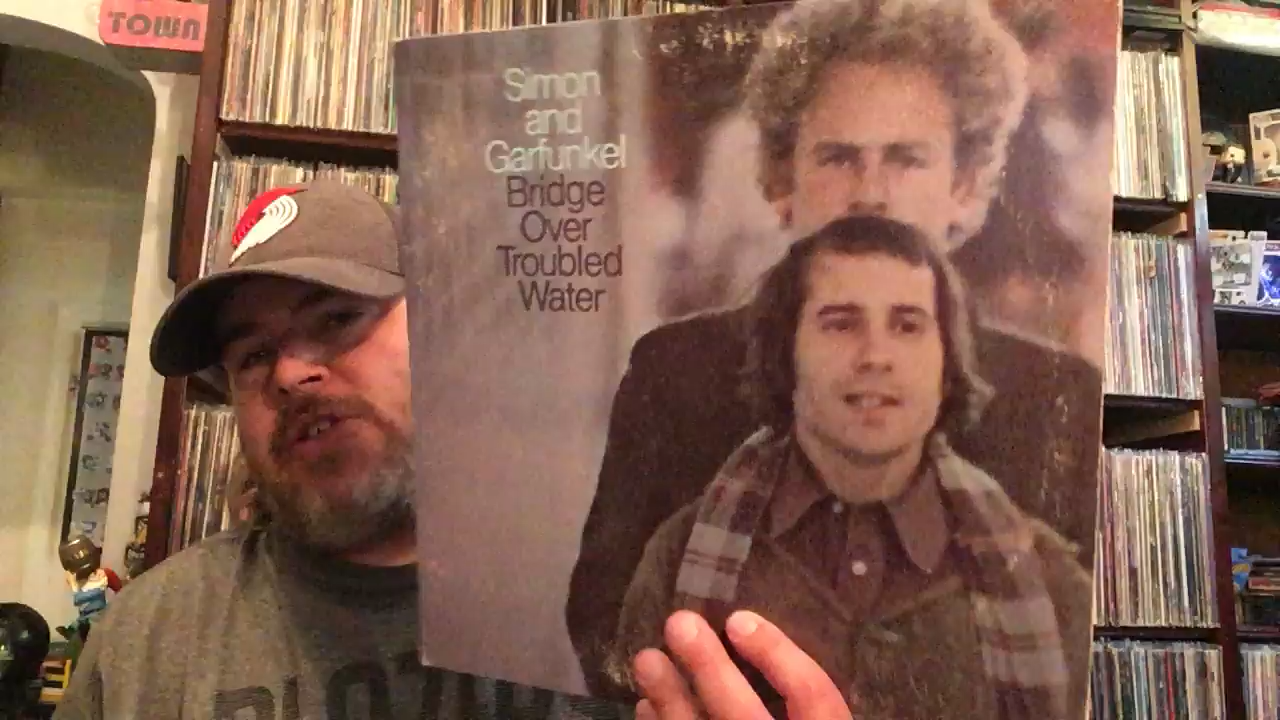 TOWN
Simon
and
Garfunkel
Bridge
Over
Troubled
Water